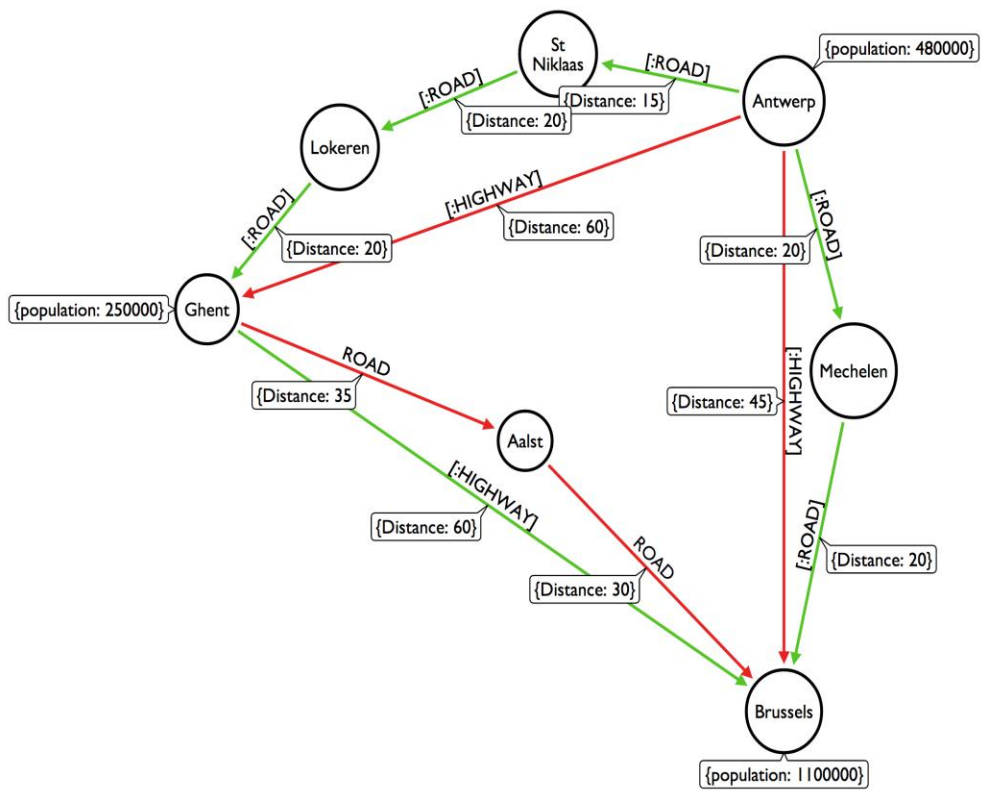 St
Niklaas
{population: 480000}
[:ROAD]
[:ROAD]
Antwerp
{Distance: 15}
{Distance: 20}
Lokeren
[:HIGHWAY]
[:ROAD]
[:ROAD]
{Distance: 60}
{Distance: 20}
{Distance: 20}
{population: 250000}
Ghent
ROAD
Mechelen
{Distance: 35
{Distance: 45}
[:HIGHWAY]
Aalst
[:HIGHWAY]
{Distance: 60}
[:ROAD]
ROAD
{Distance: 20}
{Distance: 30}
Brussels
{population: 1100000}